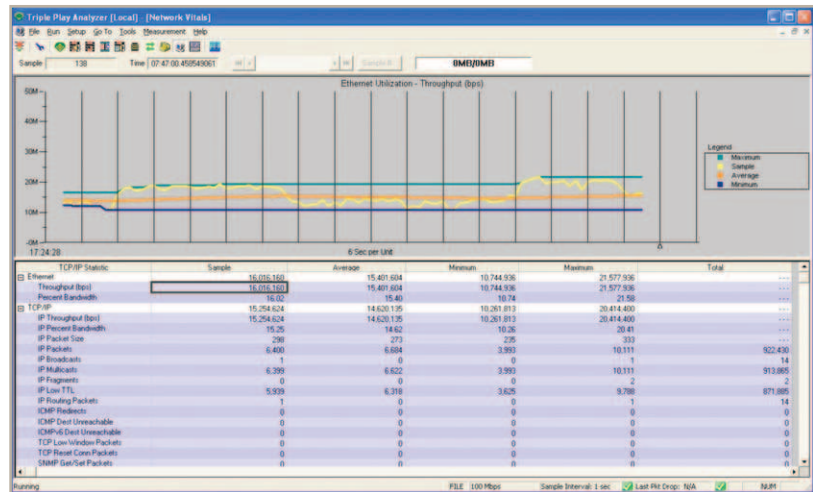 Triple Play Analyzer [Local] - [Network Vitals]
File Run Setup Go To Tools Measurement Help
Sample 138 Time 07:47:00.458549061 Sample 0 0MB/0MB
Ethernet Utilization - Throughput (bps)
50M
40M
30M
20M
10M
0M
Legend
Maximum
Sample
Average
Minimum
17:24:28 6 Sec per Unit
TCP/IP Statistic Sample Average Minimum Maximum Total
Ethernet 16,016,160 15,401,604 10,744,936 21,577,936 ---
Throughput (bps) 16,016,160 15,401,604 10,744,936 21,577,936 ---
Percent Bandwidth 16.02 15.40 10.74 21.58 ---
TCP/IP 15,254,624 14,620,135 10,261,813 20,414,400 ---
IP Throughput (bps) 15,254,624 14,620,135 10,261,813 20,414,400 ---
IP Percent Bandwidth 15.25 14.62 10.26 20.41 ---
IP Packet Size 298 273 235 333 ---
IP Packets 6,400 6,684 3,993 10,111 922,430
IP Broadcasts 1 0 0 1 14
IP Multicasts 6,399 6,622 3,993 10,111 913,865
IP Fragments 0 0 0 2 2
IP Low TTL 5,939 6,318 3,625 9,788 871,885
IP Routing Packets 1 0 0 1 14
ICMP Redirects 0 0 0 0 0
ICMP Dest Unreachable 0 0 0 0 0
ICMPv6 Dest Unreachable 0 0 0 0 0
TCP Low Window Packets 0 0 0 0 0
TCP Reset Conn Packets 0 0 0 0 0
SNMP Get/Set Packets 0 0 0 0 0
Running FILE 100 Mbps Sample Interval: 1 sec Last Pkt Drop: N/A NUM